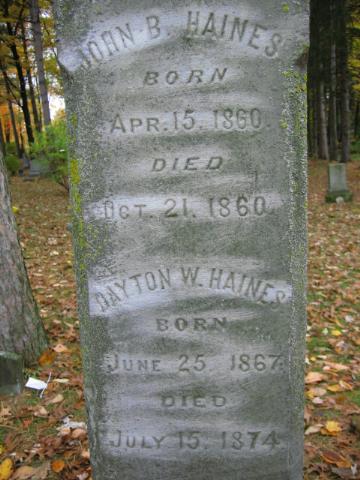 JOHN B. HAINES
BORN
APR. 15. 1860.
DIED
OCT. 21. 1860.
DAYTON W. HAINES
BORN
JUNE 25. 1867.
DIED
JULY 15. 1874.